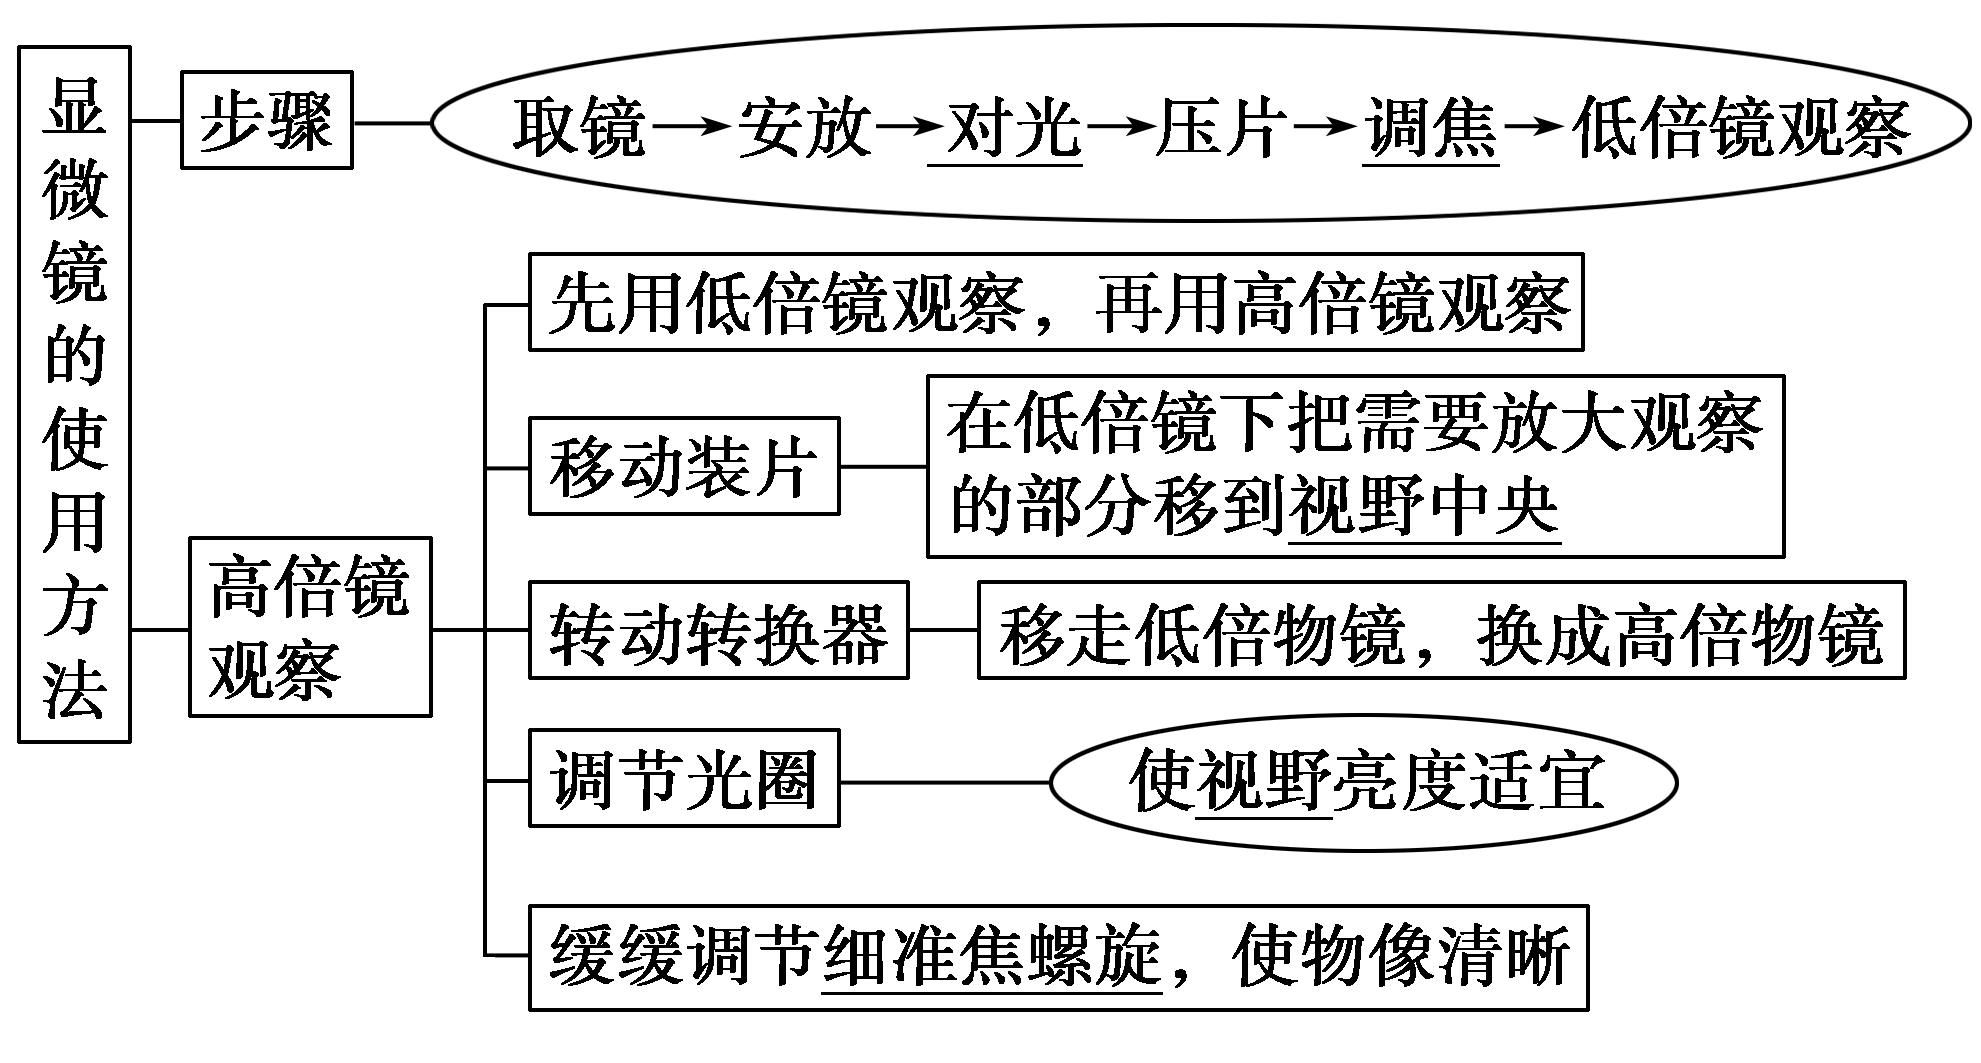 显微镜的使用方法
步骤
取镜→安放→对光→压片→调焦→低倍镜观察
高倍镜
观察
先用低倍镜观察，再用高倍镜观察
移动装片
在低倍镜下把需要放大观察
的部分移到视野中央
转动转换器
移走低倍物镜，换成高倍物镜
调节光圈
使视野亮度适宜
缓缓调节细准焦螺旋，使物像清晰